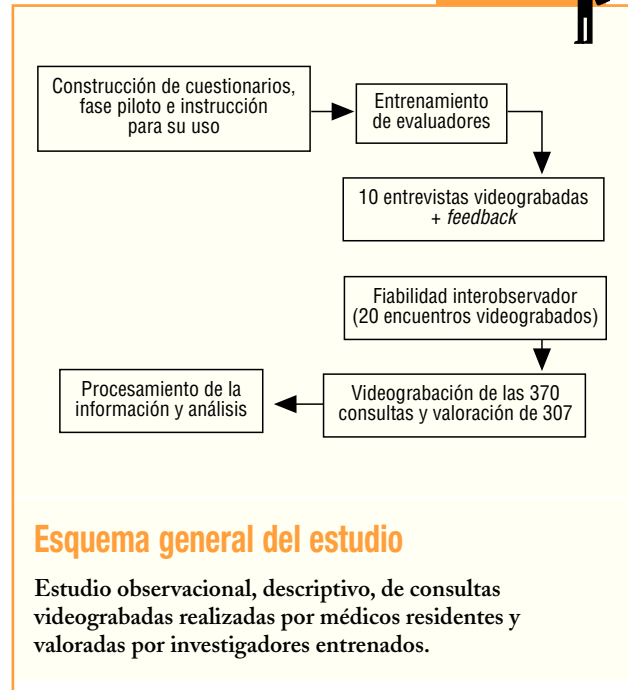 Construcción de cuestionarios,
fase piloto e instrucción
para su uso
Entrenamiento
de evaluadores
10 entrevistas videograbadas
+ feedback
Fiabilidad interobservador
(20 encuentros videograbados)
Videograbación de las 370
consultas y valoración de 307
Procesamiento de la
información y análisis
Esquema general del estudio
Estudio observacional, descriptivo, de consultas
videograbadas realizadas por médicos residentes y
valoradas por investigadores entrenados.